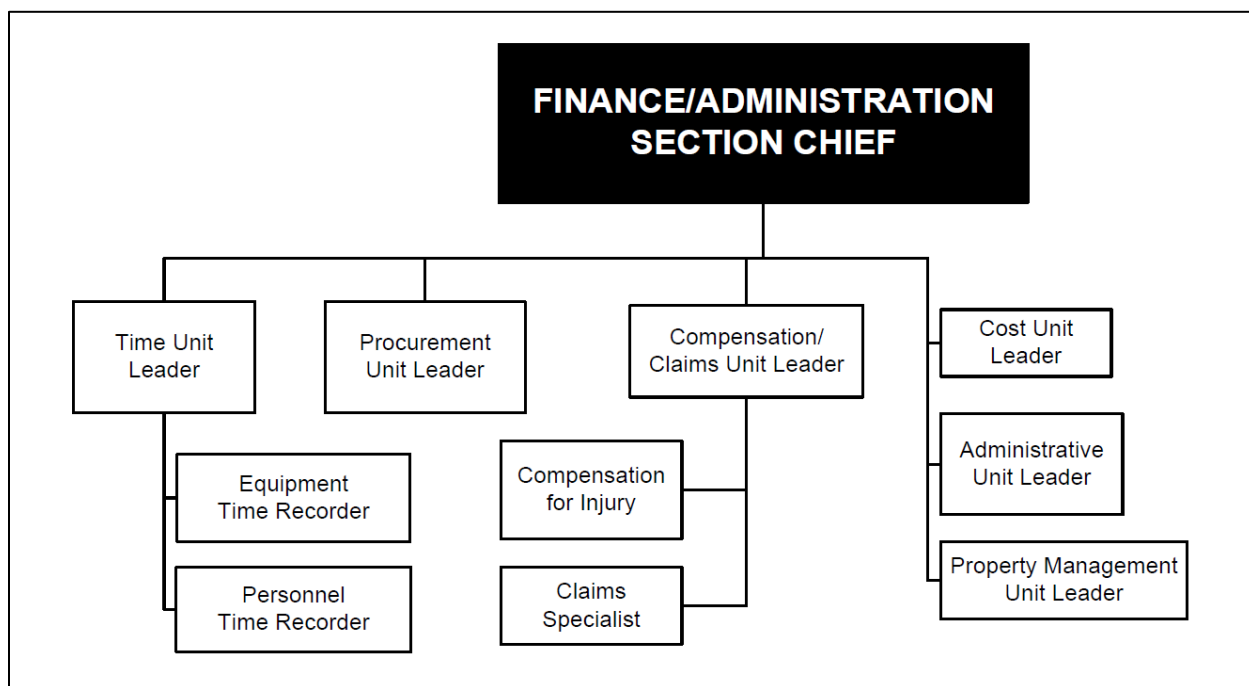 FINANCE/ADMINISTRATION
SECTION CHIEF
Time Unit
Leader
Procurement
Unit Leader
Compensation/
Claims Unit Leader
Cost Unit
Leader
Equipment
Time Recorder
Personnel
Time Recorder
Compensation
for Injury
Claims
Specialist
Administrative
Unit Leader
Property Management
Unit Leader